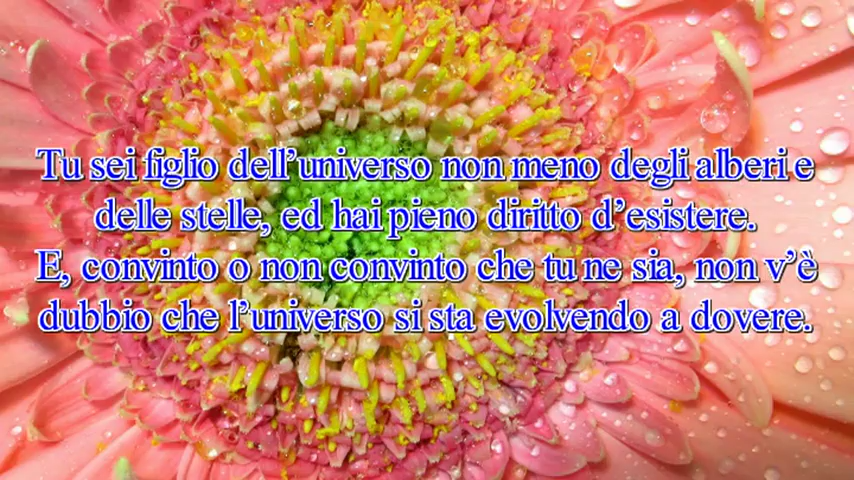 Tu sei figlio dell’universo non meno degli alberi e
delle stelle, ed hai pieno diritto d’esistere.
E, convinto o non convinto che tu ne sia, non v’è
dubbio che l’universo si sta evolvendo a dovere.